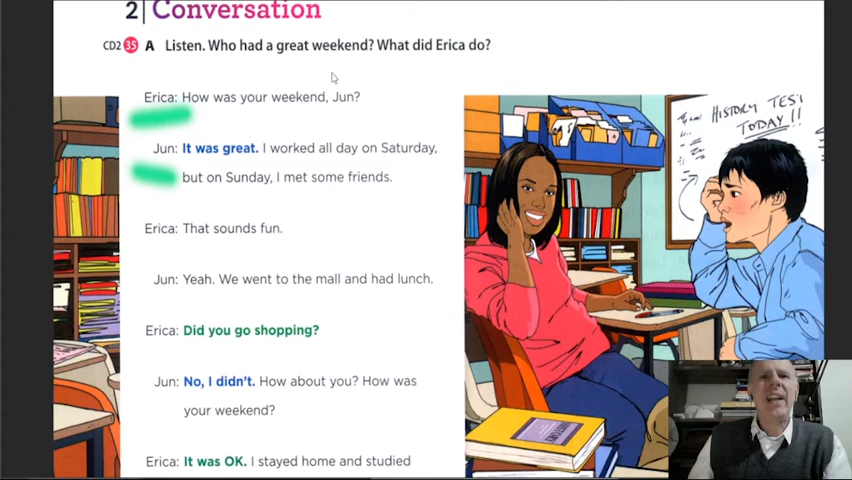 2 Conversation
CD2 35 A Listen. Who had a great weekend? What did Erica do?
Erica: How was your weekend, Jun?
Jun: It was great. I worked all day on Saturday,
but on Sunday, I met some friends.
Erica: That sounds fun.
Jun: Yeah. We went to the mall and had lunch.
Erica: Did you go shopping?
Jun: No, I didn't. How about you? How was
your weekend?
Erica: It was OK. I stayed home and studied
HISTORY TEST
TODAY!!
HISTORY